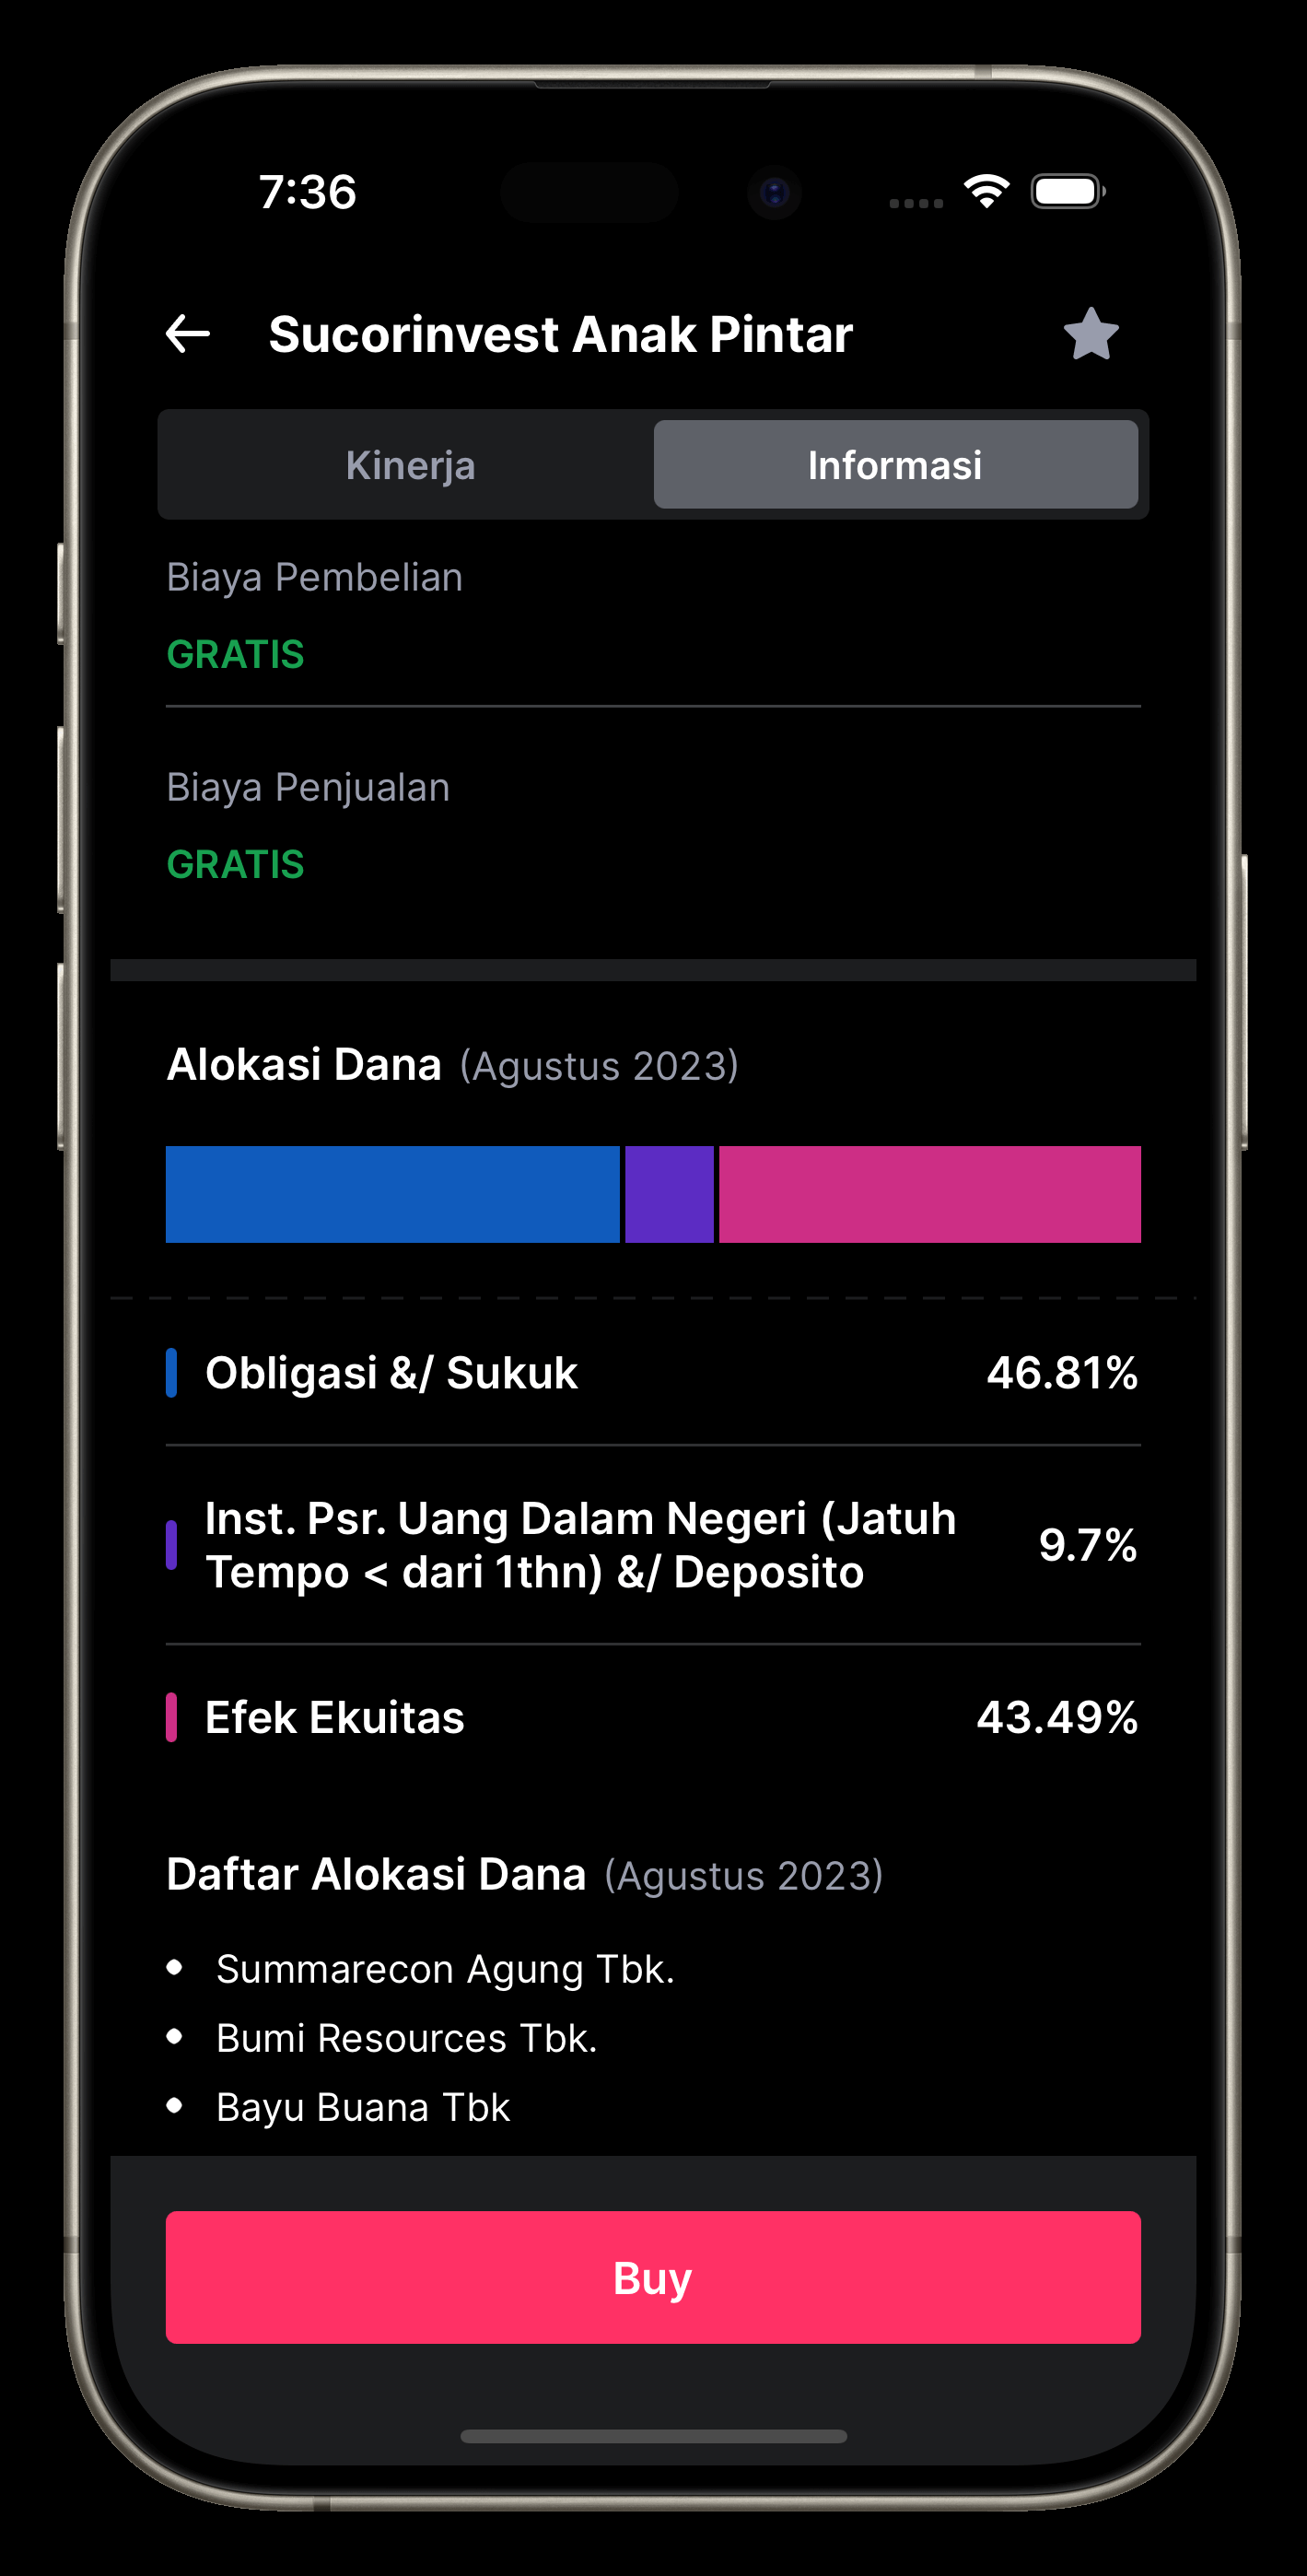 7:36
Sucorinvest Anak Pintar
Kinerja
Informasi
Biaya Pembelian
GRATIS
Biaya Penjualan
GRATIS
Alokasi Dana (Agustus 2023)
Obligasi &/ Sukuk
46.81%
Inst. Psr. Uang Dalam Negeri (Jatuh
Tempo < dari 1thn) &/ Deposito
9.7%
Efek Ekuitas
43.49%
Daftar Alokasi Dana (Agustus 2023)
• Summarecon Agung Tbk.
• Bumi Resources Tbk.
• Bayu Buana Tbk
Buy